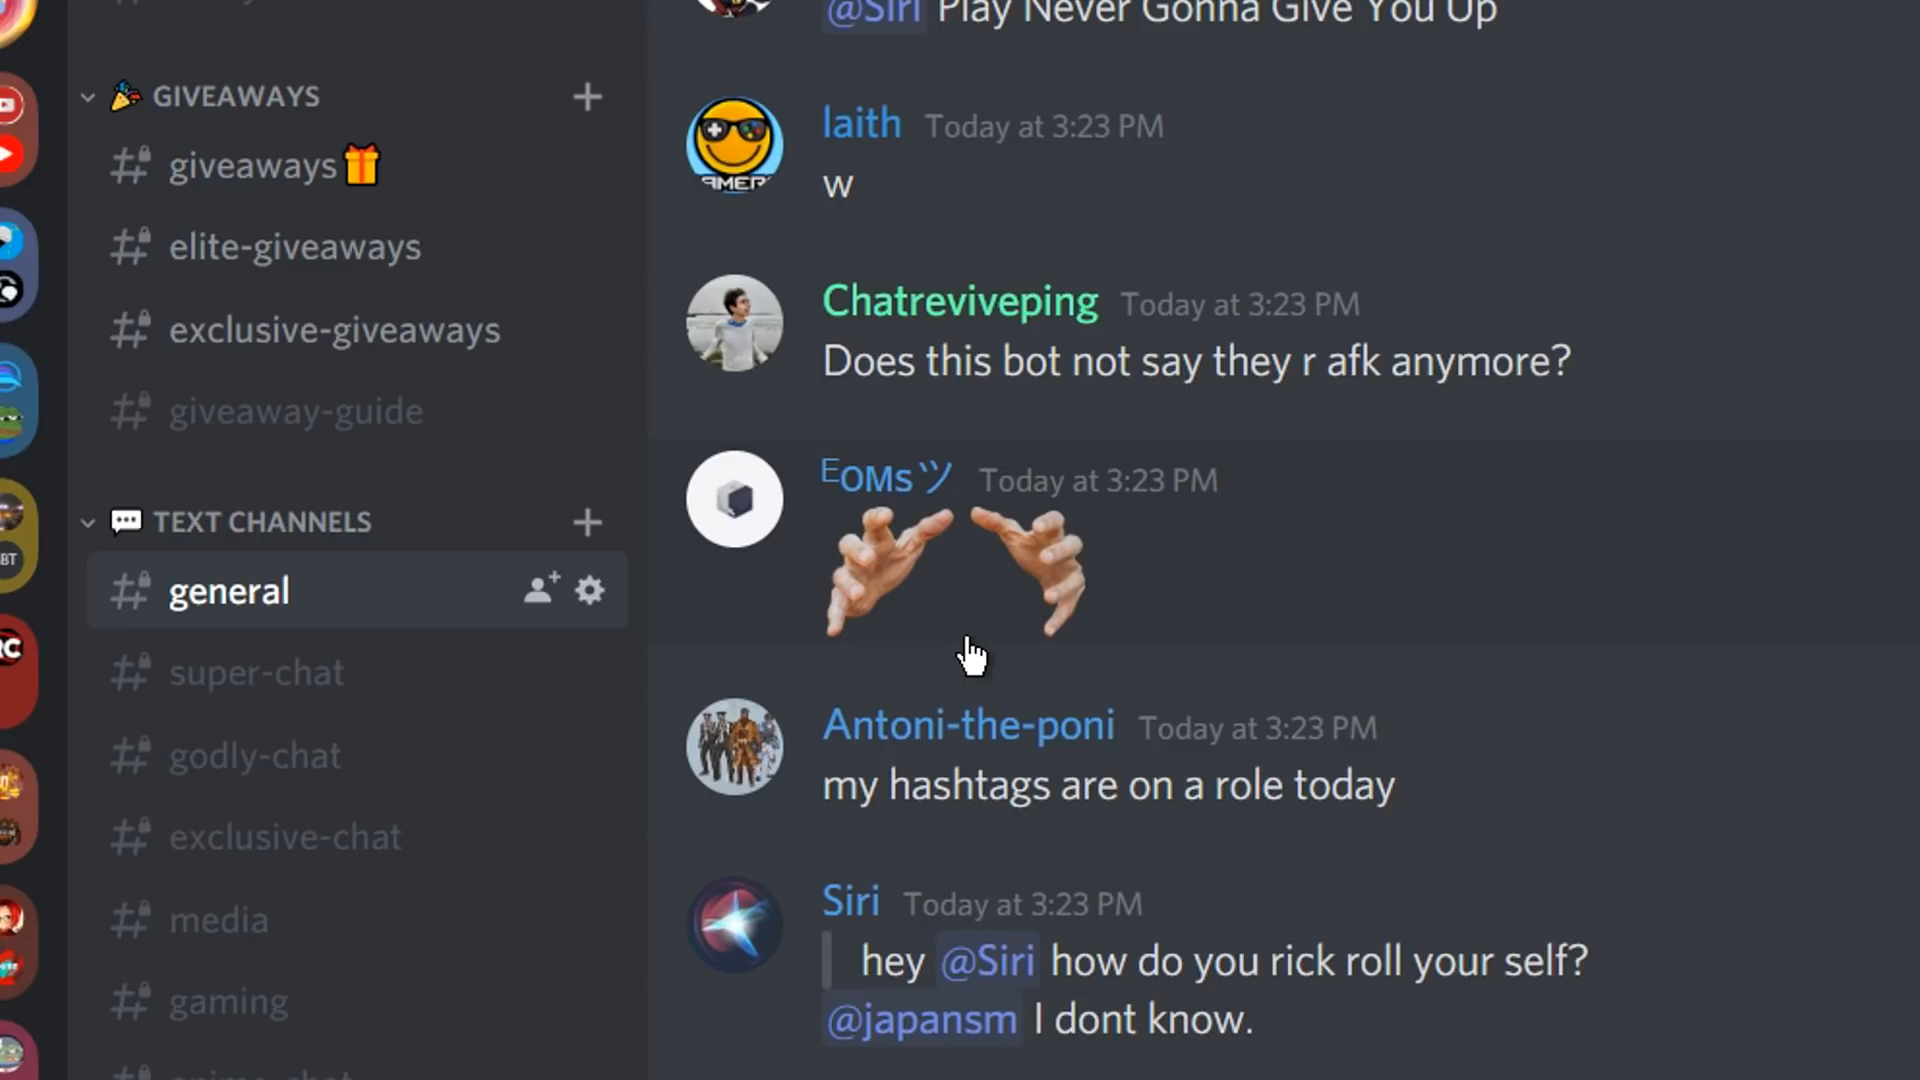 GIVEAWAYS
giveaways
elite-giveaways
exclusive-giveaways
giveaway-guide
TEXT CHANNELS
general
super-chat
godly-chat
exclusive-chat
media
gaming
@Siri Play Never Gonna Give You Up
laith Today at 3:23 PM
w
Chatreviveping Today at 3:23 PM
Does this bot not say they r afk anymore?
ᴱOMsツ Today at 3:23 PM
Antoni-the-poni Today at 3:23 PM
my hashtags are on a role today
Siri Today at 3:23 PM
hey @Siri how do you rick roll your self?
@japansm I dont know.